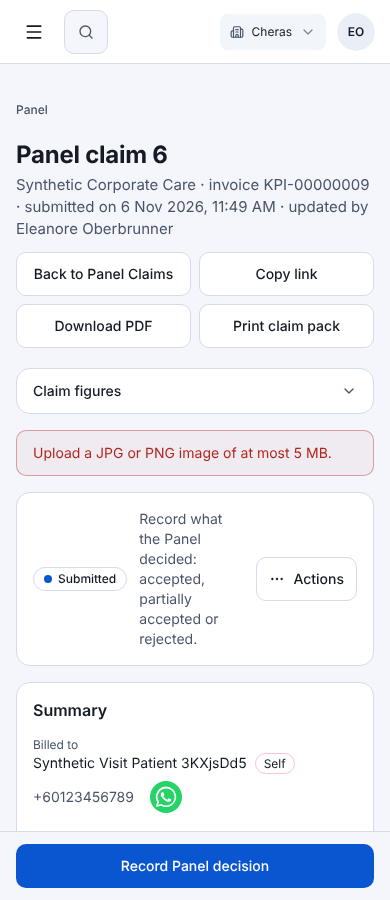 Cheras
EO
Panel
Panel claim 6
Synthetic Corporate Care · invoice KPI-00000009
· submitted on 6 Nov 2026, 11:49 AM · updated by
Eleanore Oberbrunner
Back to Panel Claims
Copy link
Download PDF
Print claim pack
Claim figures
Upload a JPG or PNG image of at most 5 MB.
Submitted
Record what
the Panel
decided:
accepted,
partially
accepted or
rejected.
Actions
Summary
Billed to
Synthetic Visit Patient 3KXjsDd5 Self
+60123456789
Record Panel decision